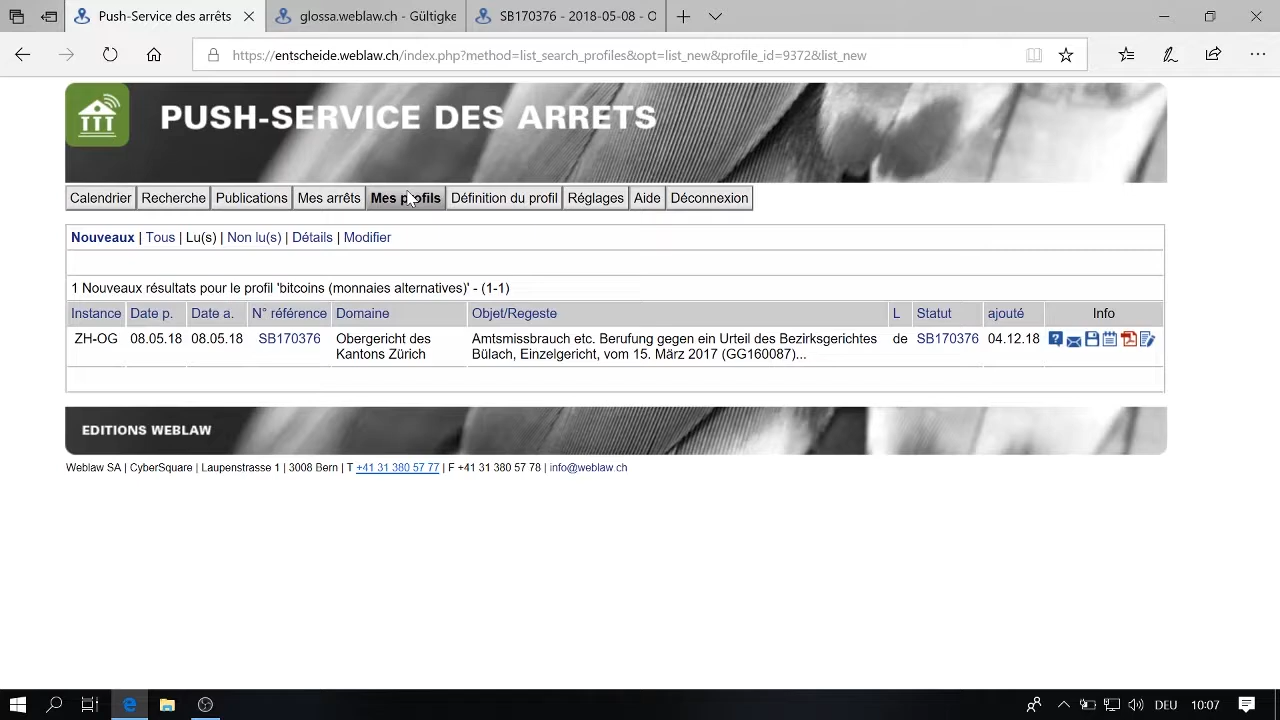 Push-Service des arrêts
glossa.weblaw.ch - Gültigke
SB170376 - 2018-05-08 - O
https://entscheide.weblaw.ch/index.php?method=list_search_profiles&opt=list_new&profile_id=9372&list_new
PUSH-SERVICE DES ARRETS
Calendrier Recherche Publications Mes arrêts Mes profils Définition du profil Réglages Aide Déconnexion
Nouveaux | Tous | Lu(s) | Non lu(s) | Détails | Modifier
1 Nouveaux résultats pour le profil 'bitcoins (monnaies alternatives)' - (1-1)
Instance Date p. Date a. N° référence Domaine Objet/Regeste L Statut ajouté Info
ZH-OG 08.05.18 08.05.18 SB170376 Obergericht des Amtsmissbrauch etc. Berufung gegen ein Urteil des Bezirksgerichtes de SB170376 04.12.18
Kantons Zürich Bülach, Einzelgericht, vom 15. März 2017 (GG160087)...
EDITIONS WEBLAW
Weblaw SA | CyberSquare | Laupenstrasse 1 | 3008 Bern | T +41 31 380 57 77 | F +41 31 380 57 78 | info@weblaw.ch
DEU 10:07